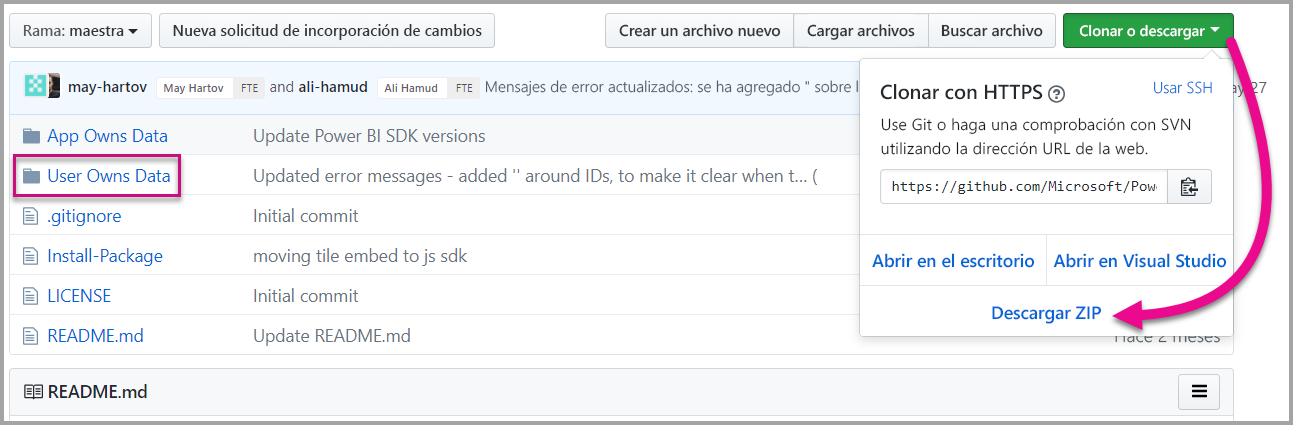 Rama: maestra
Nueva solicitud de incorporación de cambios
Crear un archivo nuevo
Cargar archivos
Buscar archivo
Clonar o descargar
may-hartov May Hartov FTE and ali-hamud Ali Hamud FTE Mensajes de error actualizados: se ha agregado " sobre 27
App Owns Data Update Power BI SDK versions
User Owns Data Updated error messages - added '' around IDs, to make it clear when t... (
.gitignore Initial commit
Install-Package moving tile embed to js sdk
LICENSE Initial commit
README.md Update README.md Hace 2 meses
Clonar con HTTPS ? Usar SSH
Use Git o haga una comprobación con SVN
utilizando la dirección URL de la web.
https://github.com/Microsoft/Pow
Abrir en el escritorio Abrir en Visual Studio
Descargar ZIP
README.md